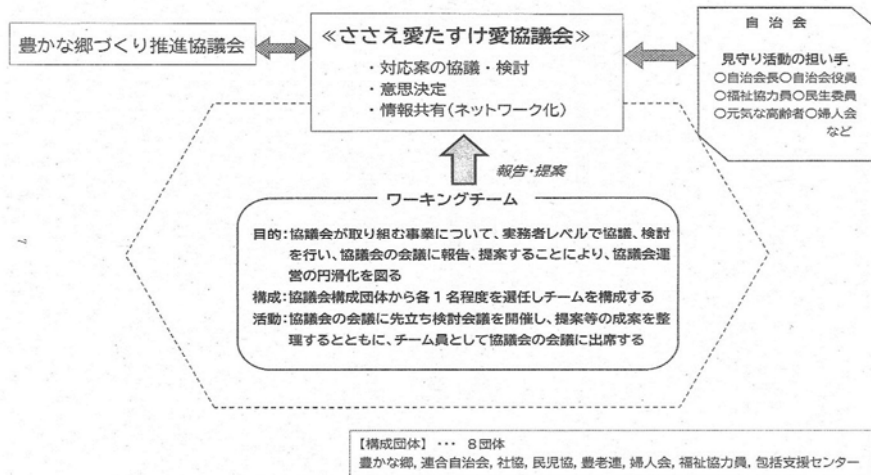 豊かな郷づくり推進協議会
≪ささえ愛たすけ愛協議会≫
・対応案の協議・検討
・意思決定
・情報共有(ネットワーク化)
自 治 会
見守り活動の担い手
○自治会長○自治会役員
○福祉協力員○民生委員
○元気な高齢者○婦人会
など
報告・提案
ワーキングチーム
目的:協議会が取り組む事業について、実務者レベルで協議、検討
を行い、協議会の会議に報告、提案することにより、協議会運
営の円滑化を図る
構成:協議会構成団体から各1名程度を選任しチームを構成する
活動:協議会の会議に先立ち検討会議を開催し、提案等の成案を整
理するとともに、チーム員として協議会の会議に出席する
7
【構成団体】 ・・・ 8団体
豊かな郷, 連合自治会, 社協, 民児協, 豊老連, 婦人会, 福祉協力員, 包括支援センター